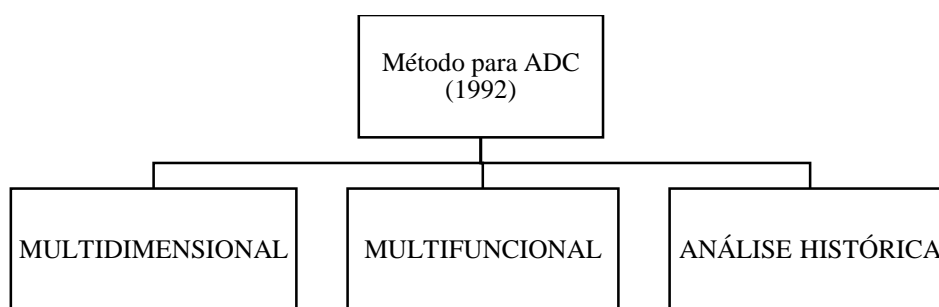 Método para ADC
(1992)
MULTIDIMENSIONAL
MULTIFUNCIONAL
ANÁLISE HISTÓRICA